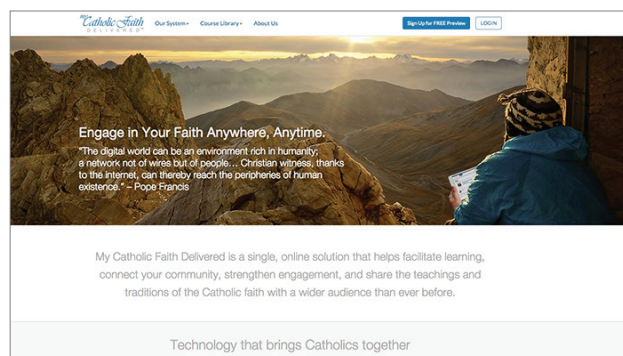 my
Catholic Faith
DELIVERED
Our System
Course Library
About Us
Sign Up for FREE Preview
LOGIN
Engage in Your Faith Anywhere, Anytime.
"The digital world can be an environment rich in humanity;
a network not of wires but of people... Christian witness, thanks
to the internet, can thereby reach the peripheries of human
existence." – Pope Francis
My Catholic Faith Delivered is a single, online solution that helps facilitate learning,
connect your community, strengthen engagement, and share the teachings and
traditions of the Catholic faith with a wider audience than ever before.
Technology that brings Catholics together